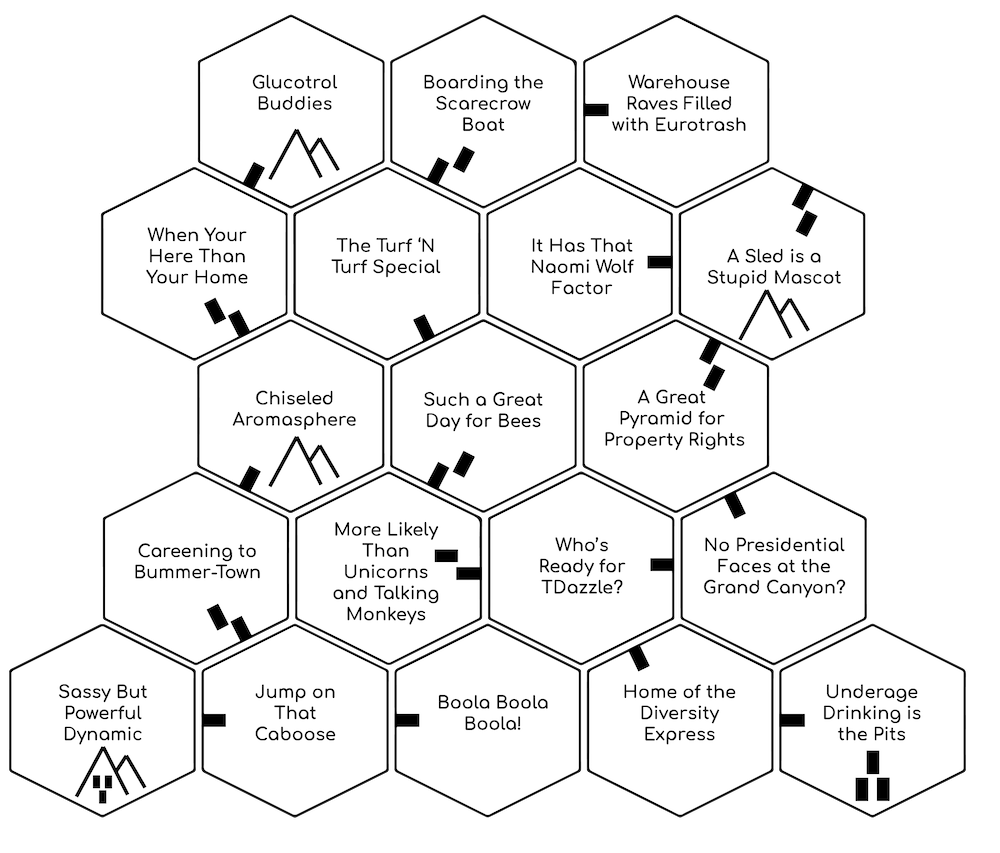 Glucotrol
Buddies
Boarding the
Scarecrow
Boat
Warehouse
Raves Filled
with Eurotrash
When Your
Here Than
Your Home
The Turf ‘N
Turf Special
It Has That
Naomi Wolf
Factor
A Sled is a
Stupid Mascot
Chiseled
Aromasphere
Such a Great
Day for Bees
A Great
Pyramid for
Property Rights
Careening to
Bummer-Town
More Likely
Than
Unicorns
and Talking
Monkeys
Who’s
Ready for
TDazzle?
No Presidential
Faces at the
Grand Canyon?
Sassy But
Powerful
Dynamic
Jump on
That
Caboose
Boola Boola
Boola!
Home of the
Diversity
Express
Underage
Drinking is
the Pits